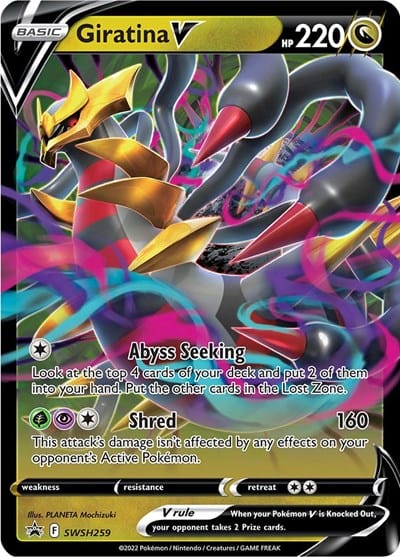 BASIC
Giratina V
HP 220
Abyss Seeking
Look at the top 4 cards of your deck and put 2 of them
into your hand. Put the other cards in the Lost Zone.
Shred 160
This attack's damage isn't affected by any effects on your
opponent's Active Pokémon.
weakness resistance retreat
Illus. PLANETA Mochizuki
F SWSH259
V rule
When your Pokémon V is Knocked Out,
your opponent takes 2 Prize cards.
©2022 Pokémon / Nintendo / Creatures / GAME FREAK